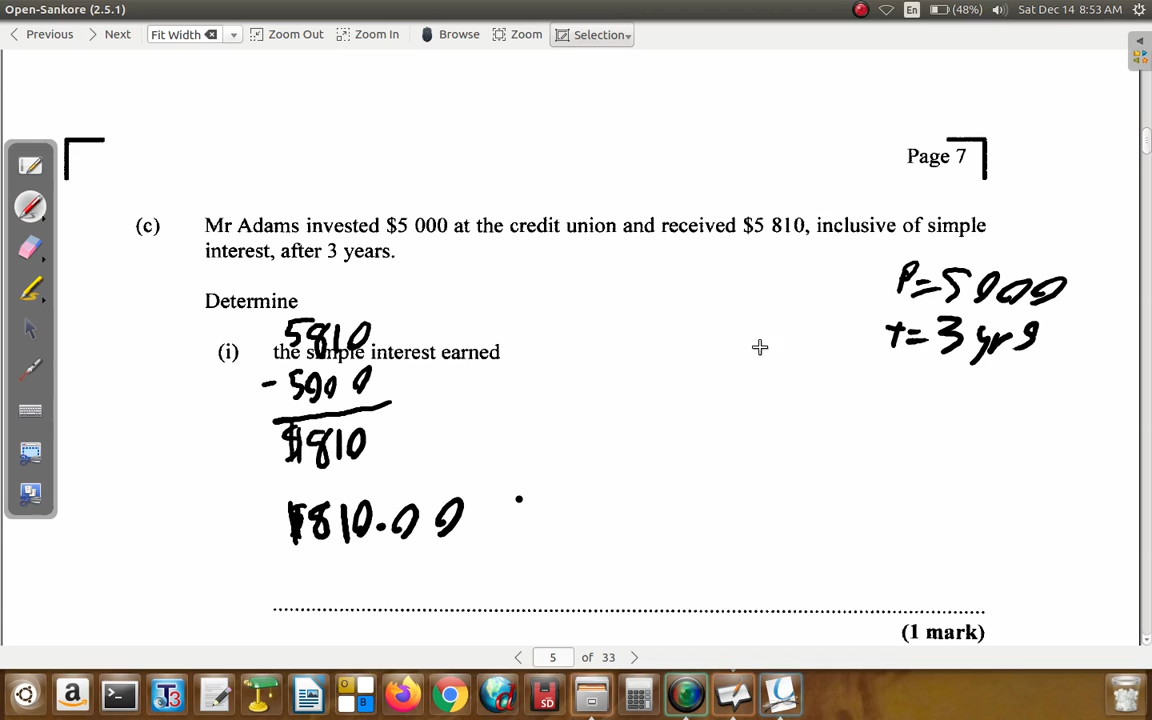 Open-Sankore (2.5.1)
En (48%) Sat Dec 14 8:53 AM
Previous Next Fit Width Zoom Out Zoom In Browse Zoom Selection
Page 7
(c) Mr Adams invested $5 000 at the credit union and received $5 810, inclusive of simple
interest, after 3 years.
P=5000
Determine
t= 3 yrs
5810
(i) the simple interest earned
- 5000
$810
$810.00
(1 mark)
5 of 33